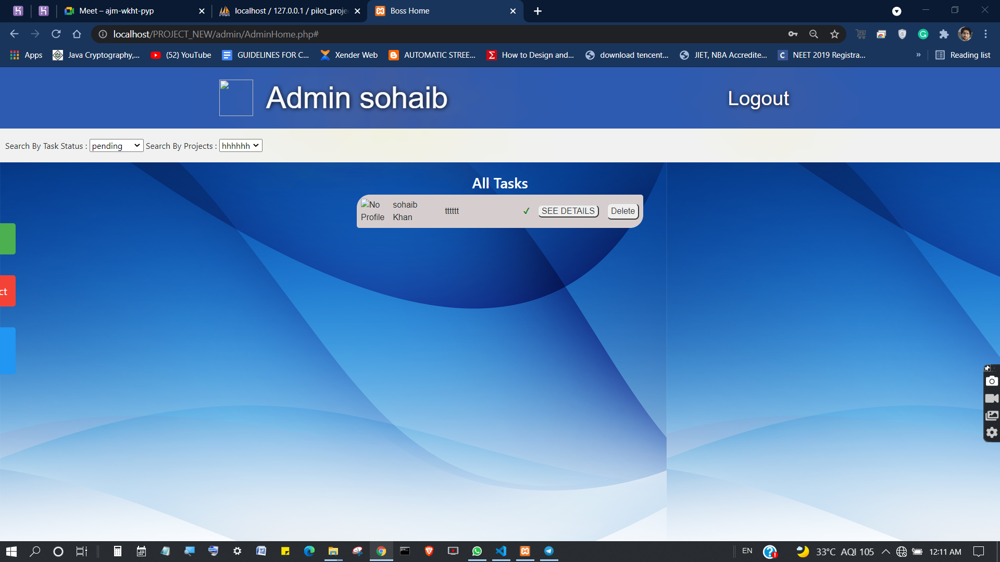 Meet – ajm-wkht-pyp
localhost / 127.0.0.1 / pilot_proje
Boss Home
localhost/PROJECT_NEW/admin/AdminHome.php#
Apps
Java Cryptography,...
(52) YouTube
GUIDELINES FOR C...
Xender Web
AUTOMATIC STREE...
How to Design and...
download tencent...
JIET, NBA Accredite...
NEET 2019 Registra...
»
Reading list
Admin sohaib
Logout
Search By Task Status : pending Search By Projects : hhhhhh
All Tasks
No Profile
sohaib Khan
tttttt
✓
SEE DETAILS
Delete
ct
EN
33°C AQI 105
12:11 AM